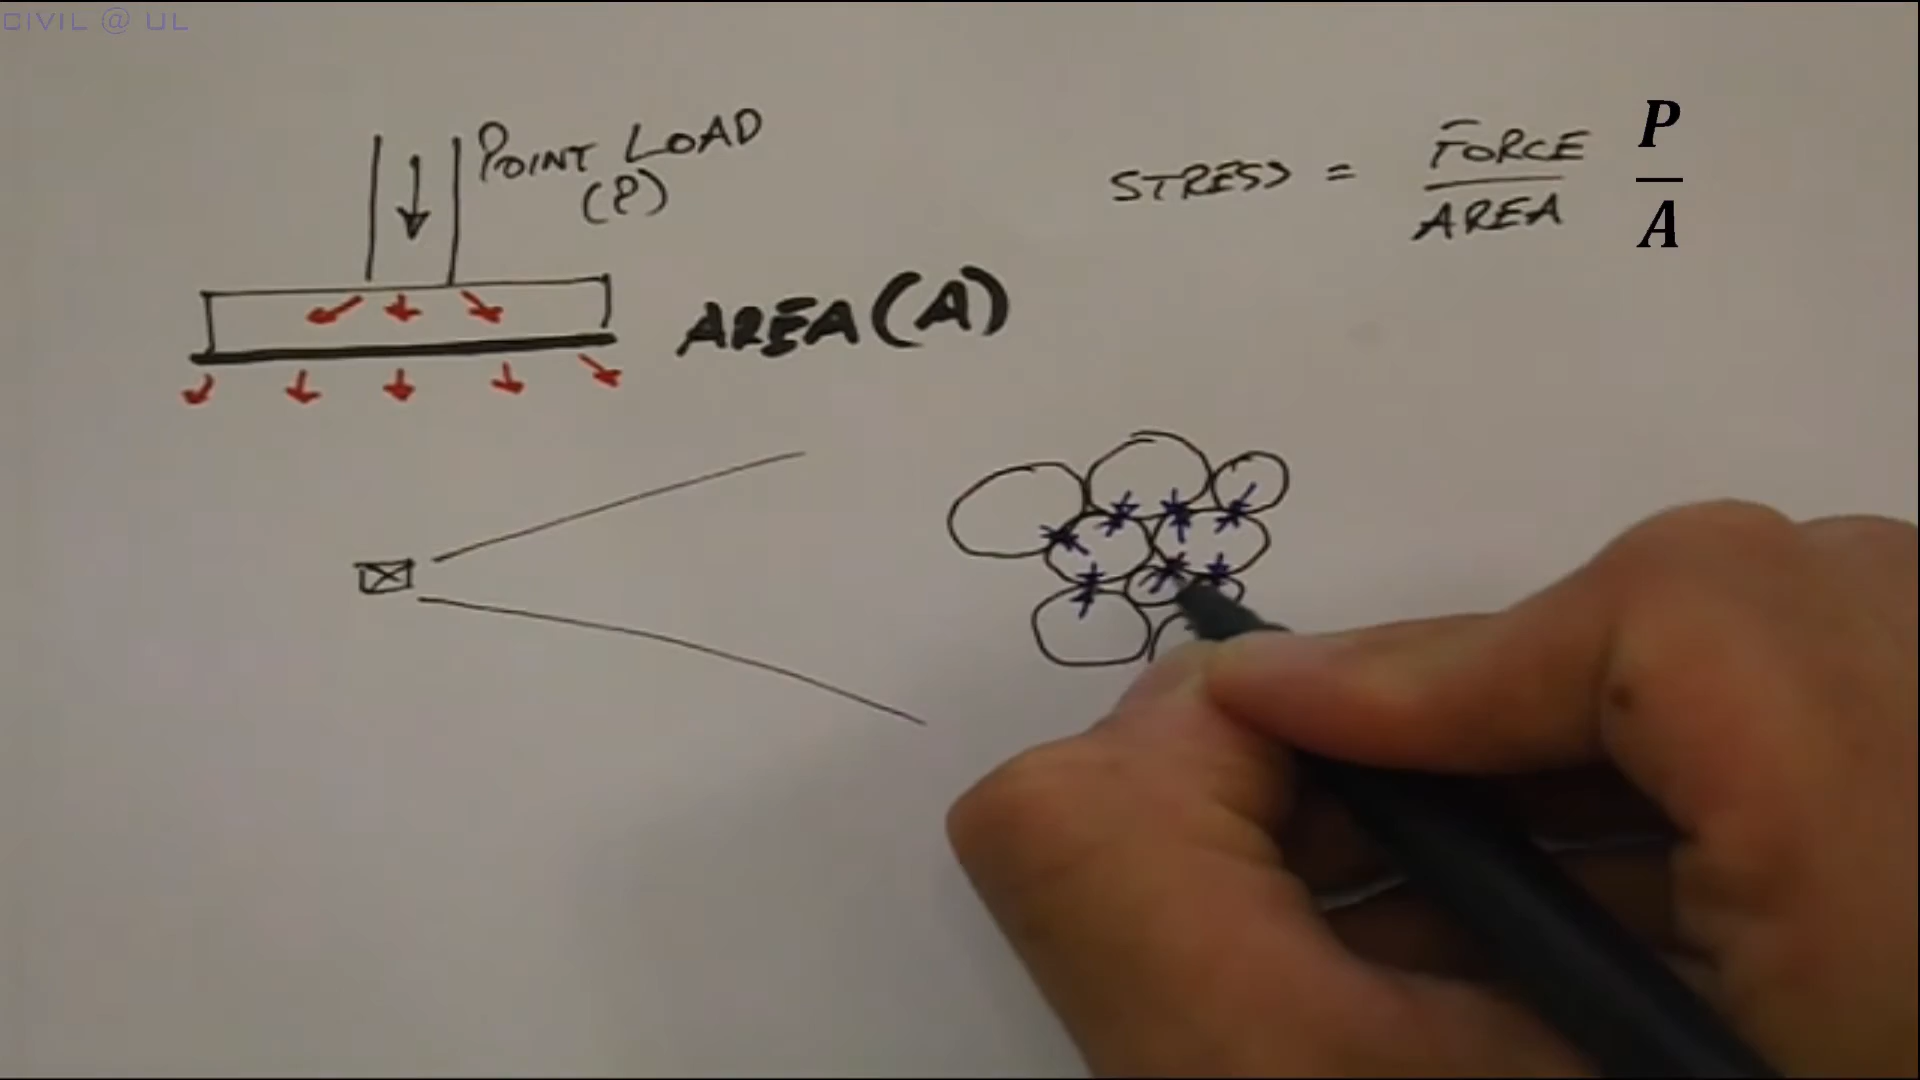 CIVIL @ UL
POINT LOAD
(P)
STRESS = FORCE
AREA
P
A
AREA (A)